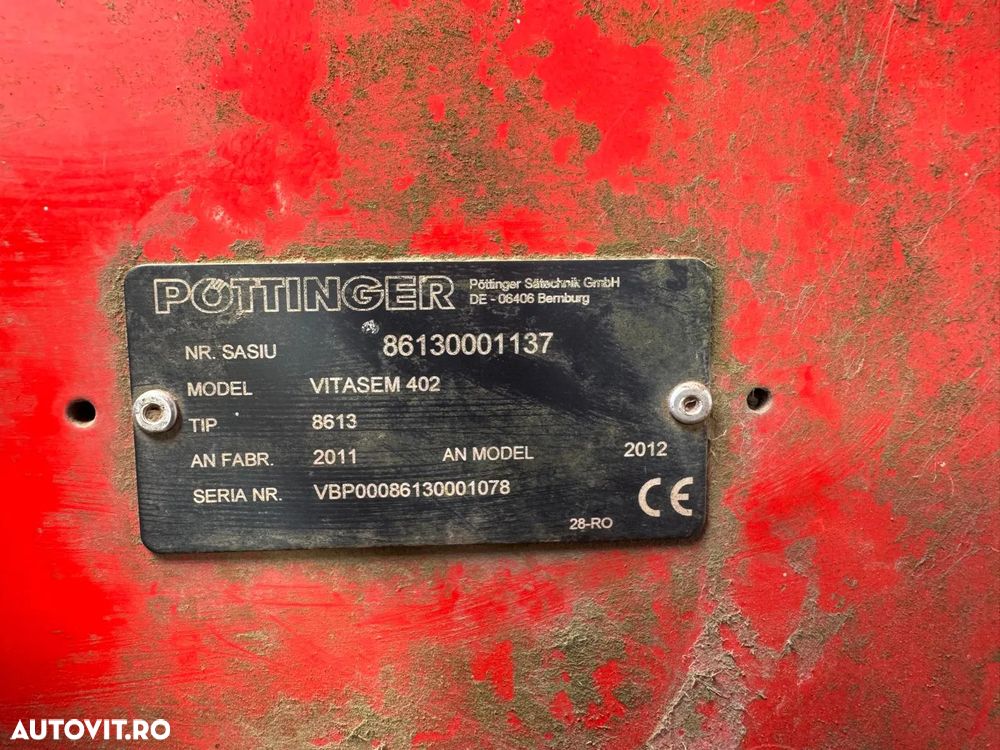 PÖTTINGER Pöttinger Sätechnik GmbH
DE - 06406 Bernburg
NR. SASIU 86130001137
MODEL VITASEM 402
TIP 8613
AN FABR. 2011 AN MODEL 2012
SERIA NR. VBP00086130001078
CE
28-RO
AUTOVIT.RO